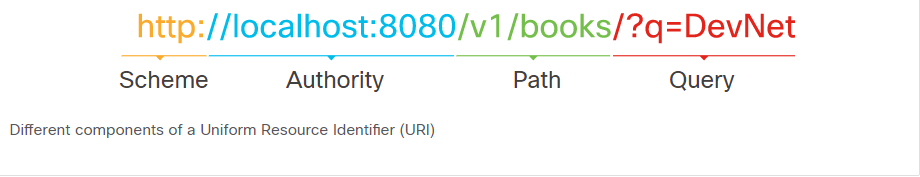 http://localhost:8080/v1/books/?q=DevNet
Scheme Authority Path Query
Different components of a Uniform Resource Identifier (URI)